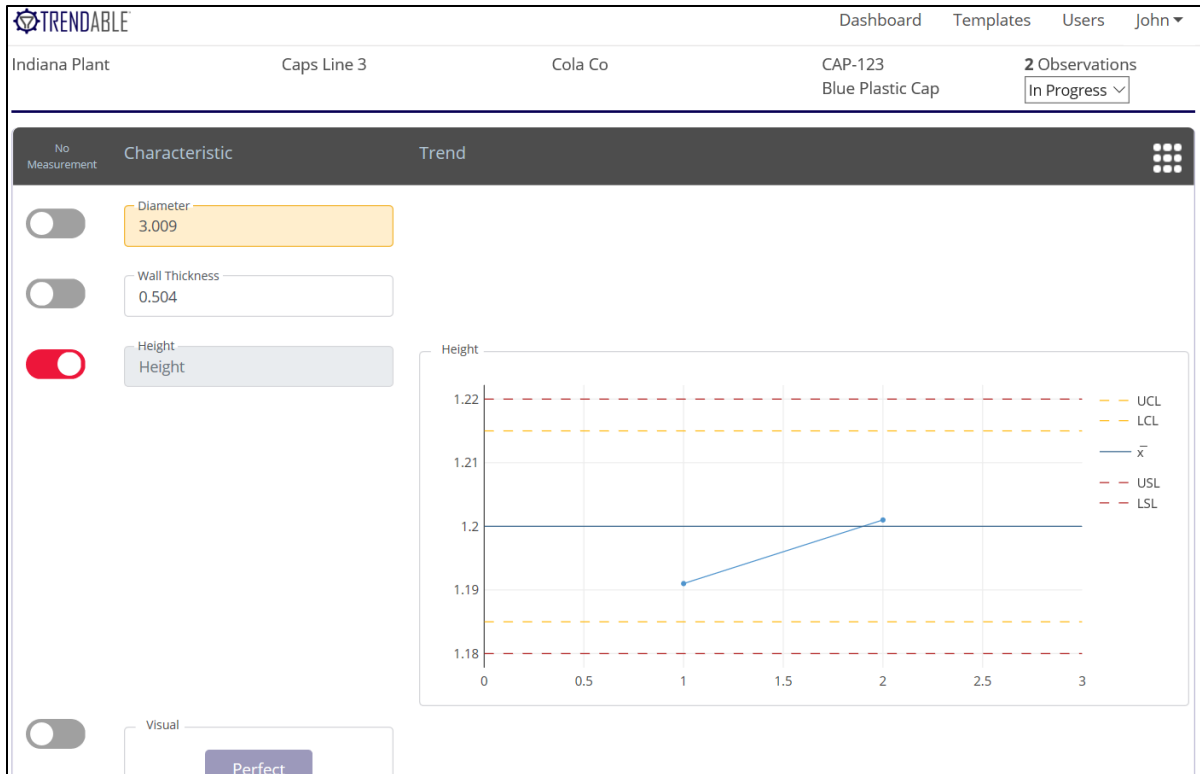 TRENDABLE
Dashboard Templates Users John
Indiana Plant Caps Line 3 Cola Co CAP-123 2 Observations
Blue Plastic Cap In Progress
No Measurement Characteristic Trend
Diameter
3.009
Wall Thickness
0.504
Height
Height
Height
1.22
1.21
1.2
1.19
1.18
0 0.5 1 1.5 2 2.5 3
UCL
LCL
x̄
USL
LSL
Visual
Perfect